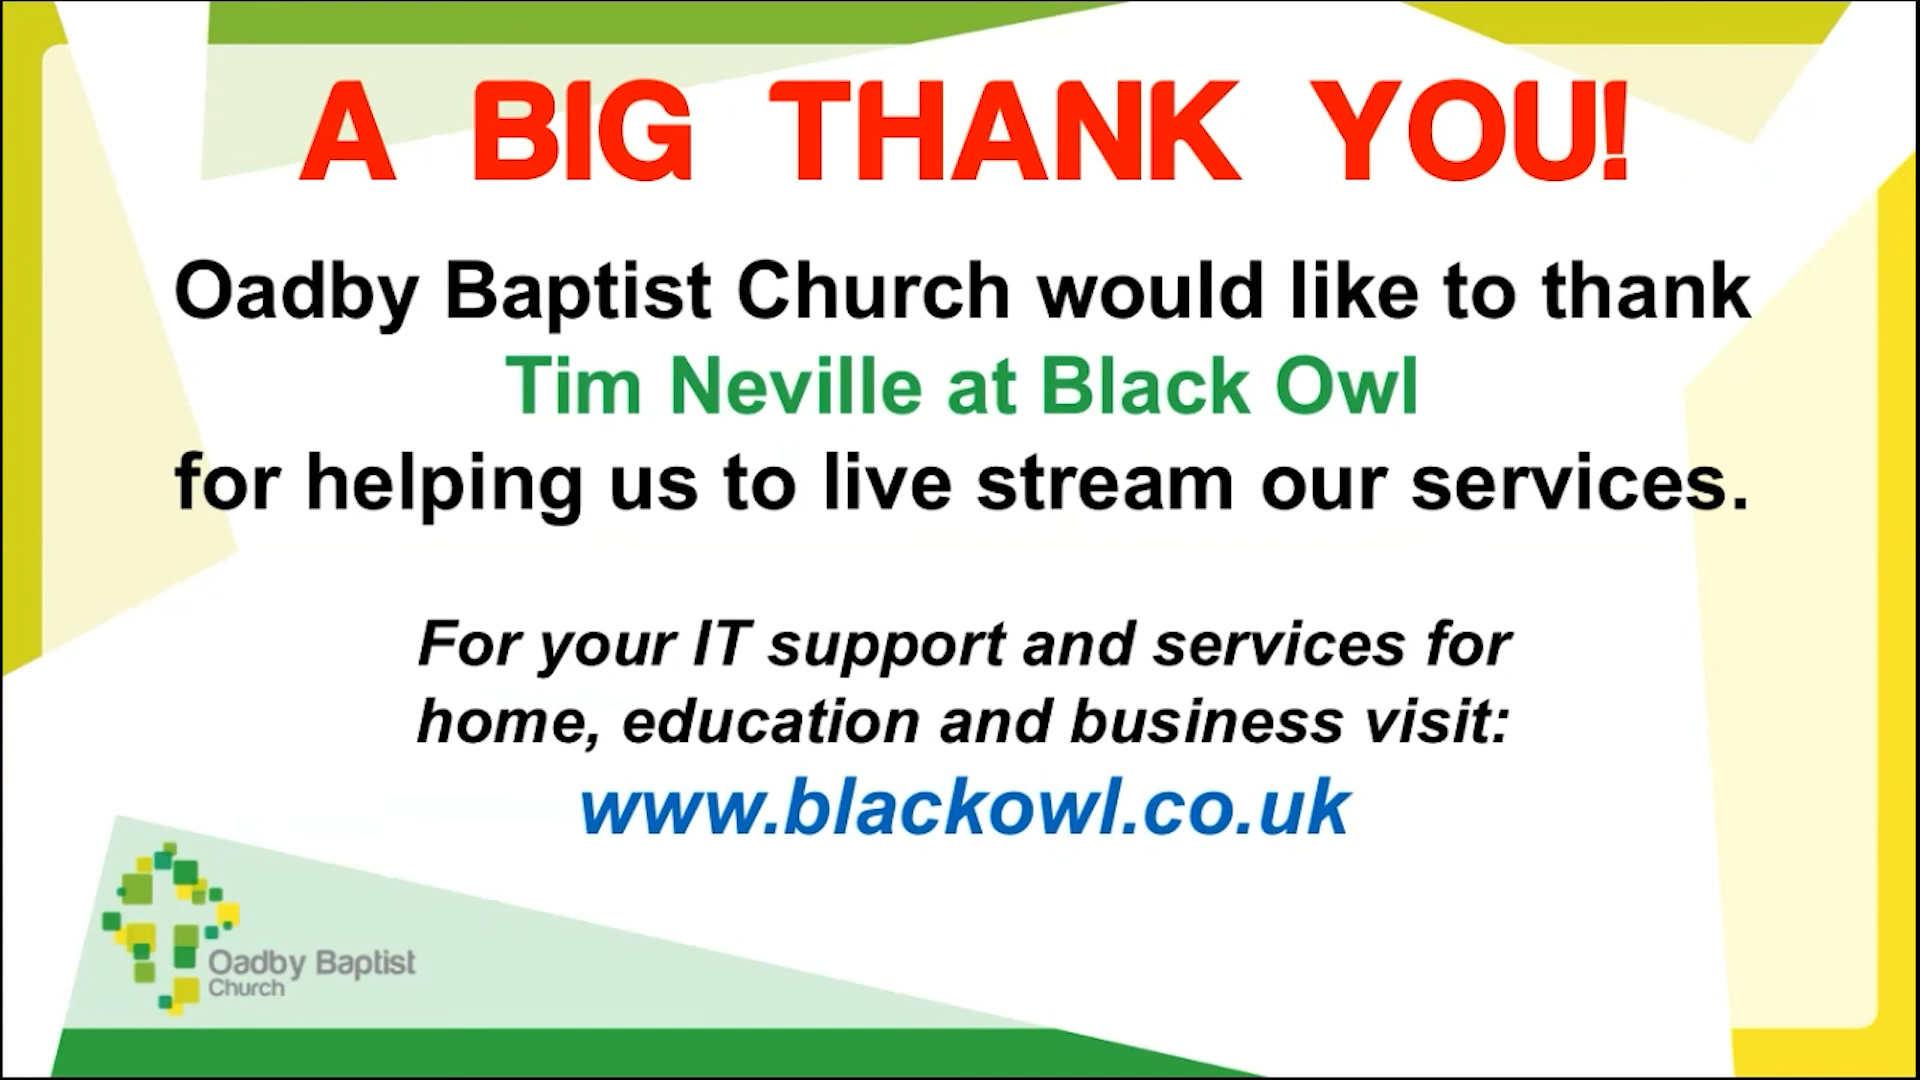 A BIG THANK YOU!
Oadby Baptist Church would like to thank
Tim Neville at Black Owl
for helping us to live stream our services.
For your IT support and services for
home, education and business visit:
www.blackowl.co.uk
Oadby Baptist
Church